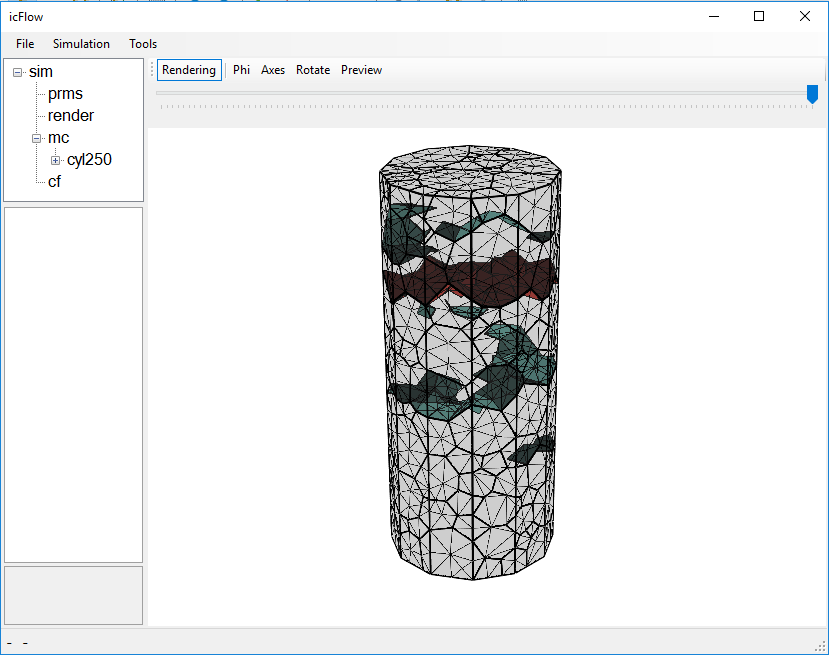 icFlow
File Simulation Tools
sim
prms
render
mc
cyl250
cf
Rendering Phi Axes Rotate Preview
- -